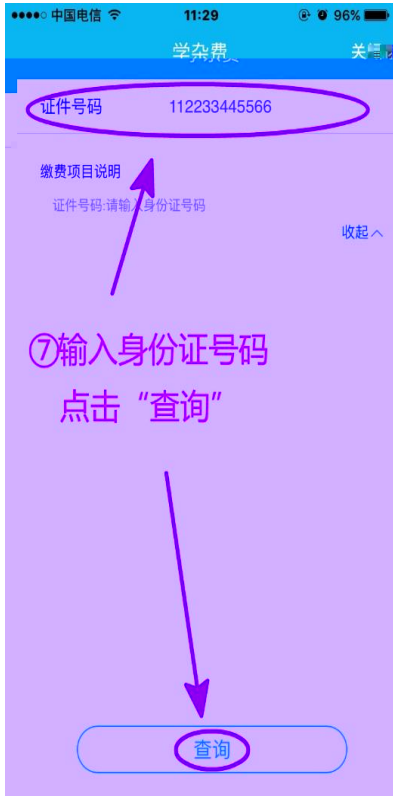 中国电信 11:29 96%
学杂费 关
证件号码 112233445566
缴费项目说明
证件号码:请输入身份证号码
收起
⑦输入身份证号码
点击“查询”
查询